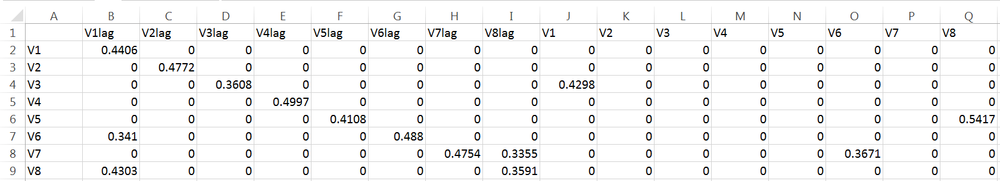 A B C D E F G H I J K L M N O P Q
1 V1lag V2lag V3lag V4lag V5lag V6lag V7lag V8lag V1 V2 V3 V4 V5 V6 V7 V8
2 V1 0.4406 0 0 0 0 0 0 0 0 0 0 0 0 0 0 0
3 V2 0 0.4772 0 0 0 0 0 0 0 0 0 0 0 0 0 0
4 V3 0 0 0.3608 0 0 0 0 0 0.4298 0 0 0 0 0 0 0
5 V4 0 0 0 0.4997 0 0 0 0 0 0 0 0 0 0 0 0
6 V5 0 0 0 0 0.4108 0 0 0 0 0 0 0 0 0 0 0.5417
7 V6 0.341 0 0 0 0 0.488 0 0 0 0 0 0 0 0 0 0
8 V7 0 0 0 0 0 0 0.4754 0.3355 0 0 0 0 0 0.3671 0 0
9 V8 0.4303 0 0 0 0 0 0 0.3591 0 0 0 0 0 0 0 0